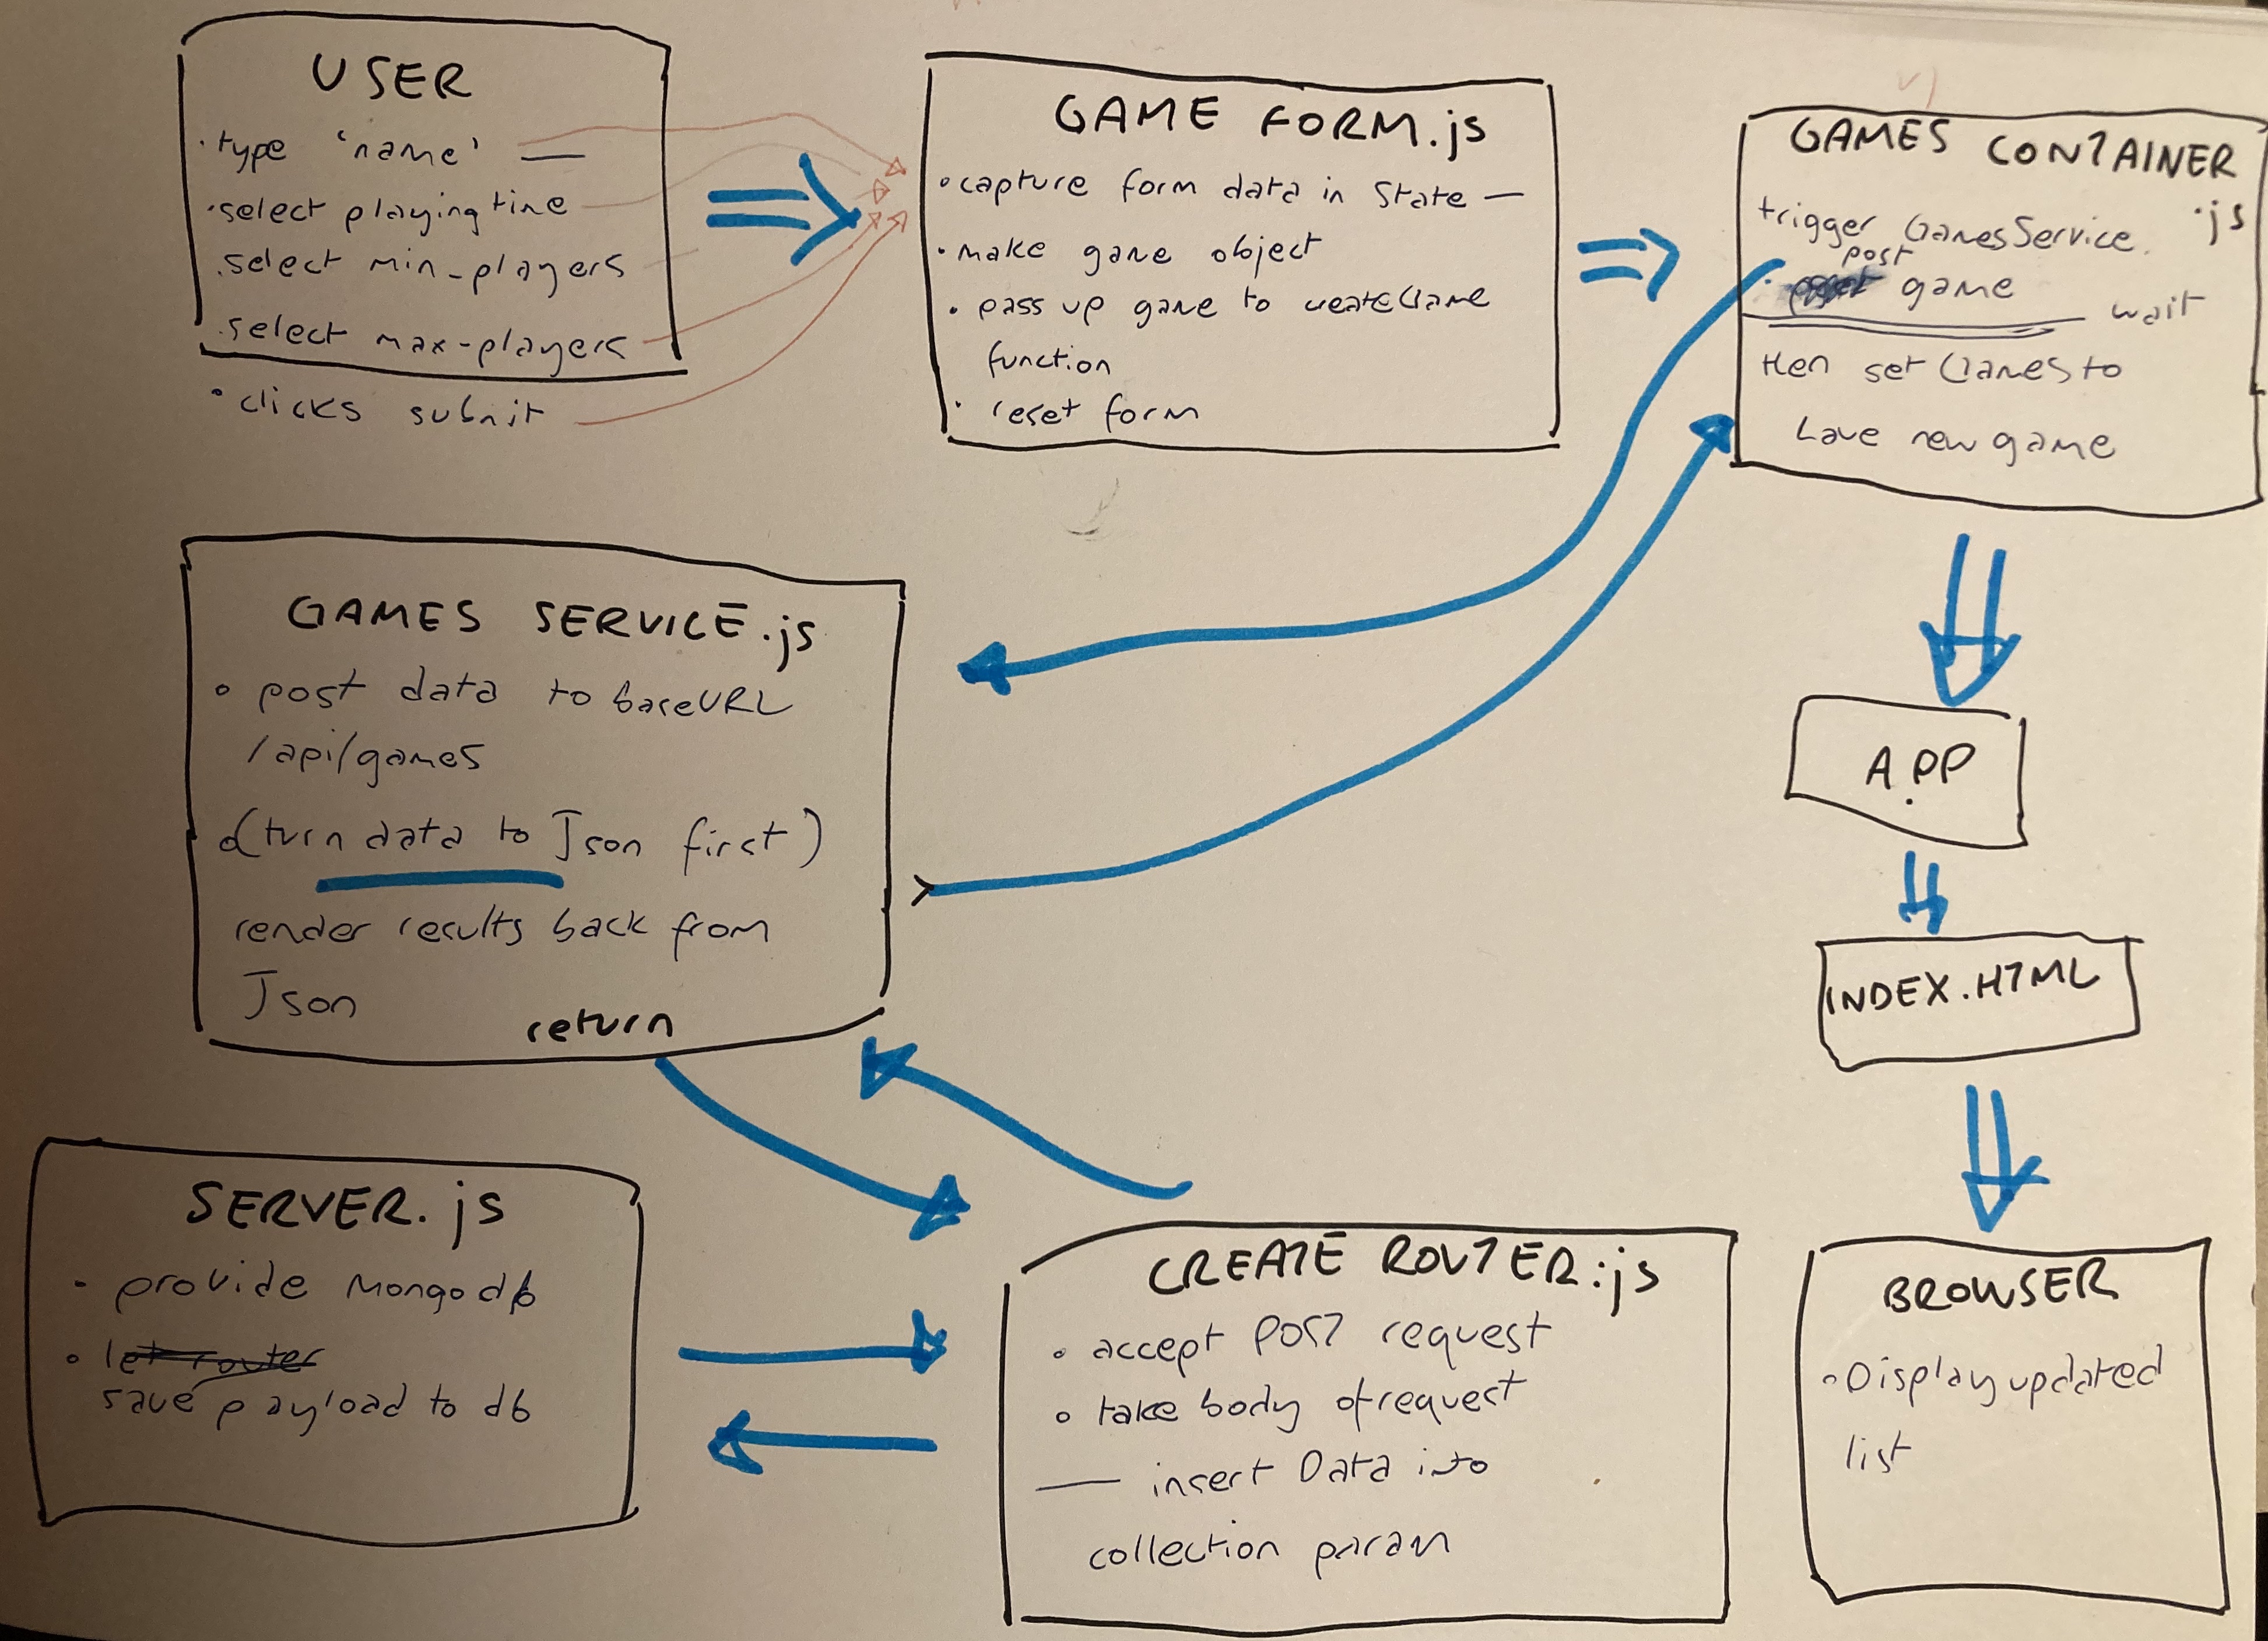 USER
· type 'name' —
· select playing time
· select min-players
· select max-players
· clicks submit
GAME FORM.js
· capture form data in State —
· make game object
· pass up game to createGame
function
· reset form
GAMES CONTAINER
.js
trigger GamesService.
post
· game
wait
then set Games to
have new game
GAMES SERVICE.js
· post data to baseURL
/api/games
(turn data to Json first)
render results back from
Json
return
APP
INDEX.HTML
SERVER.js
· provide Mongodb
· let router
save payload to db
CREATE ROUTER.js
· accept POST request
· take body of request
— insert Data into
collection param
BROWSER
· Display updated
list